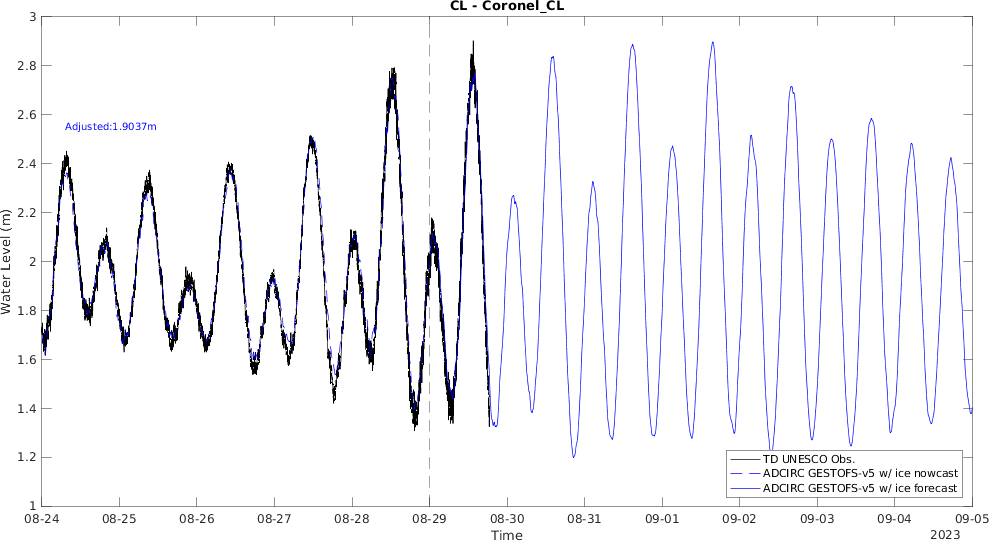 CL - Coronel_CL
3
2.8
2.6
2.4
2.2
2
1.8
1.6
1.4
1.2
1
Water Level (m)
Adjusted:1.9037m
TD UNESCO Obs.
ADCIRC GESTOFS-v5 w/ ice nowcast
ADCIRC GESTOFS-v5 w/ ice forecast
08-24 08-25 08-26 08-27 08-28 08-29 08-30 08-31 09-01 09-02 09-03 09-04 09-05
Time
2023